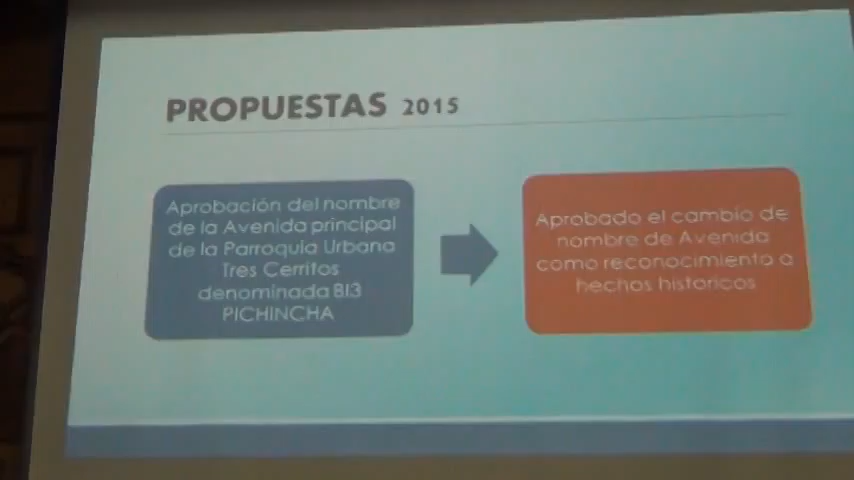 PROPUESTAS 2015
Aprobación del nombre
de la Avenida principal
de la Parroquia Urbana
Tres Cerritos
denominada BI3
PICHINCHA
Aprobado el cambio de
nombre de Avenida
como reconocimiento a
hechos historicos